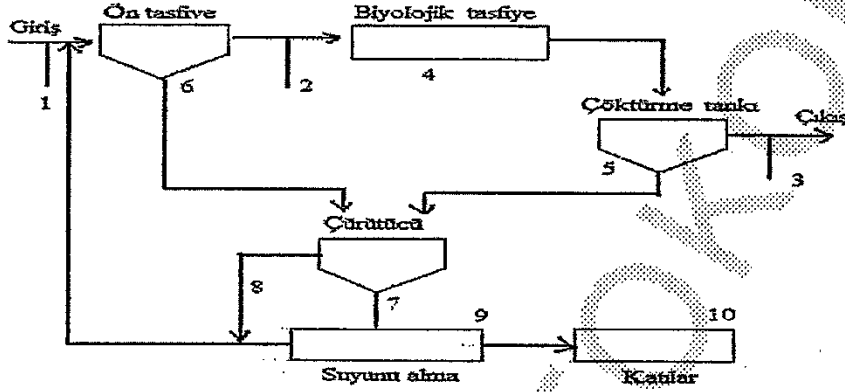 Ön tasfiye
Biyolojik tasfiye
Giriş
1
6
2
4
Çöktürme tankı
Çıkış
5
3
Çürütücü
8
7
9
10
Suyunu alma
Katılar